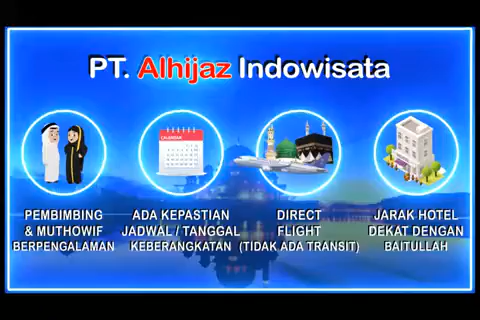 PT. Alhijaz Indowisata
CALENDAR
PEMBIMBING
& MUTHOWIF
BERPENGALAMAN
ADA KEPASTIAN
JADWAL / TANGGAL
KEBERANGKATAN
DIRECT
FLIGHT
(TIDAK ADA TRANSIT)
JARAK HOTEL
DEKAT DENGAN
BAITULLAH